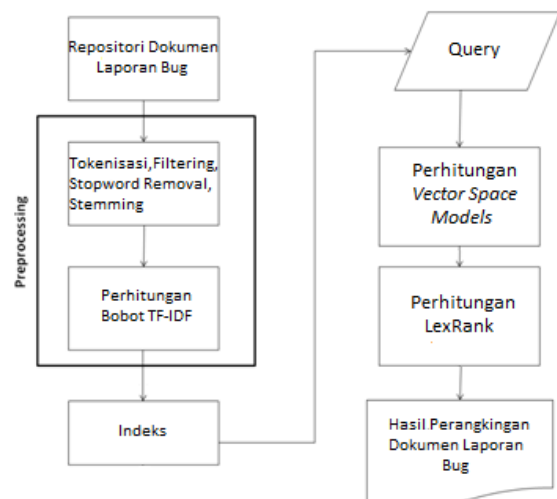 Repositori Dokumen
Laporan Bug
Preprocessing
Tokenisasi,Filtering,
Stopword Removal,
Stemming
Perhitungan
Bobot TF-IDF
Indeks
Query
Perhitungan
Vector Space
Models
Perhitungan
LexRank
Hasil Perangkingan
Dokumen Laporan
Bug